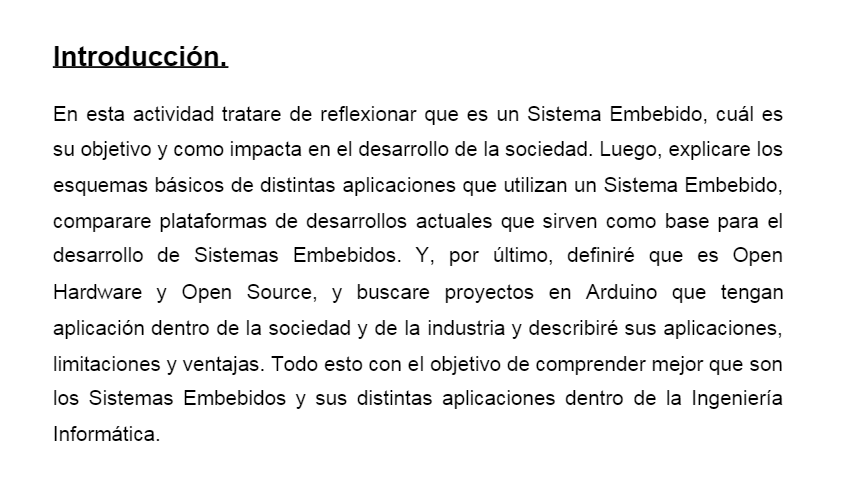 Introducción.
En esta actividad tratare de reflexionar que es un Sistema Embebido, cuál es
su objetivo y como impacta en el desarrollo de la sociedad. Luego, explicare los
esquemas básicos de distintas aplicaciones que utilizan un Sistema Embebido,
comparare plataformas de desarrollos actuales que sirven como base para el
desarrollo de Sistemas Embebidos. Y, por último, definiré que es Open
Hardware y Open Source, y buscare proyectos en Arduino que tengan
aplicación dentro de la sociedad y de la industria y describiré sus aplicaciones,
limitaciones y ventajas. Todo esto con el objetivo de comprender mejor que son
los Sistemas Embebidos y sus distintas aplicaciones dentro de la Ingeniería
Informática.